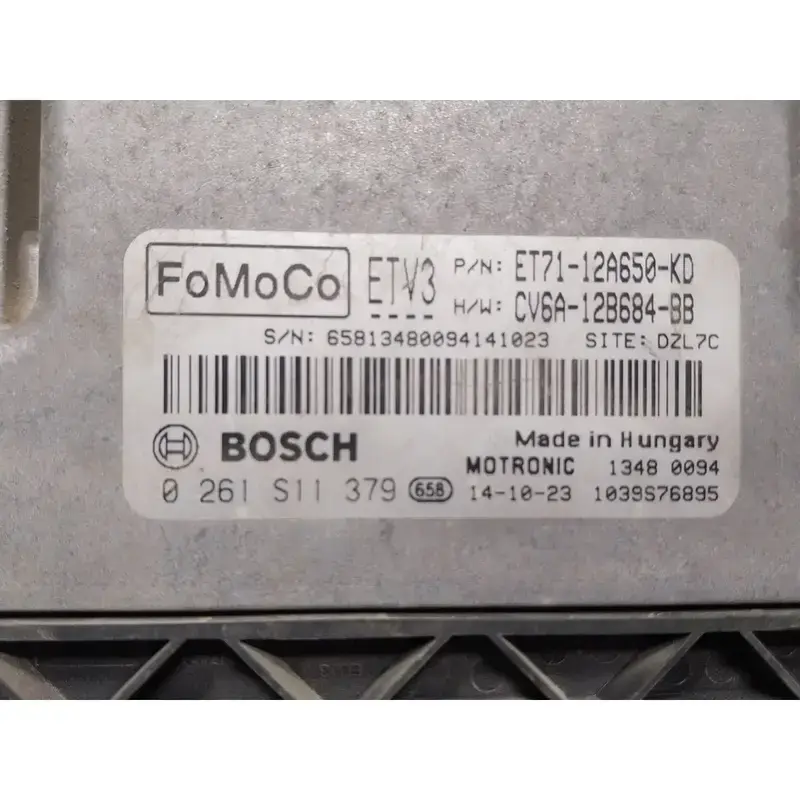 FoMoCo ETV3 P/N: ET71-12A650-KD
H/W: CV6A-12B684-BB
S/N: 65813480094141023 SITE: DZL7C
BOSCH Made in Hungary
MOTRONIC 1348 0094
0 261 S11 379 658 14-10-23 1039S76895